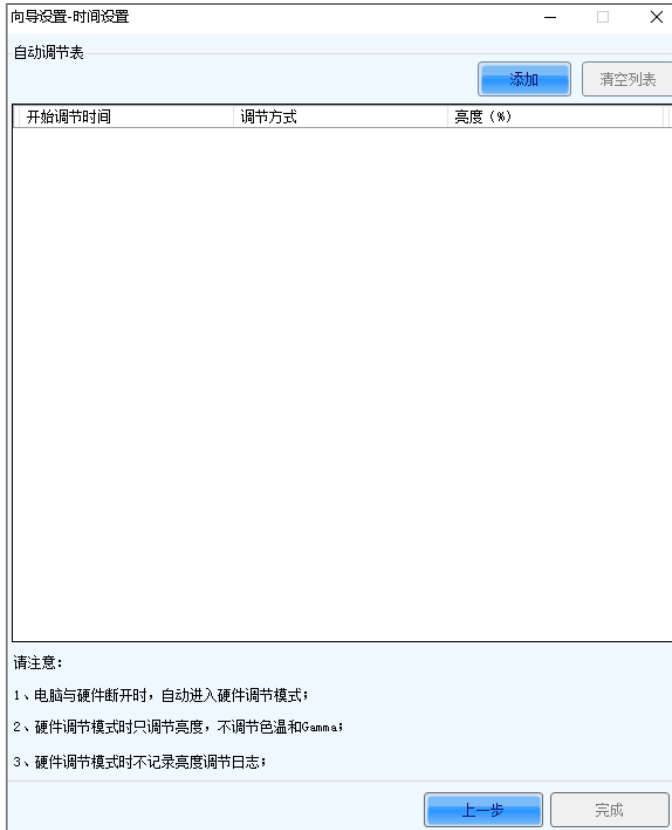 向导设置-时间设置
自动调节表
添加 清空列表
开始调节时间 调节方式 亮度(%)
请注意:
1、电脑与硬件断开时，自动进入硬件调节模式;
2、硬件调节模式时只调节亮度，不调节色温和Gamma;
3、硬件调节模式时不记录亮度调节日志;
上一步 完成